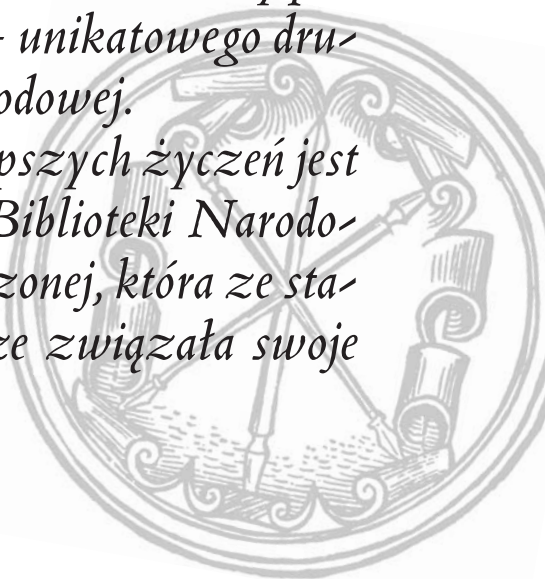 - unikatowego dru-
odowej.
pszych życzeń jest
Biblioteki Narodo-
zonej, która ze sta-
ze związała swoje